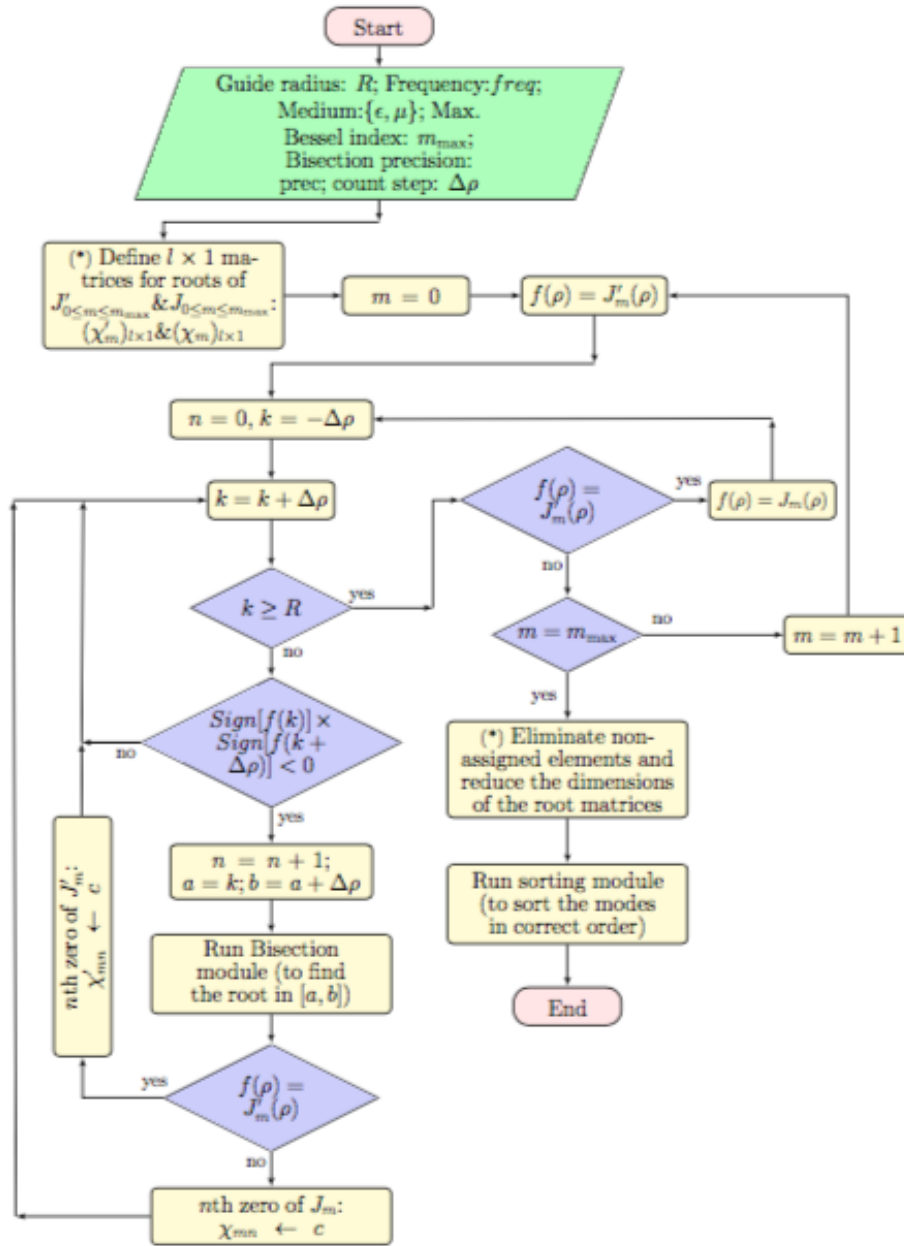 Start
Guide radius: R; Frequency:freq;
Medium:{ϵ, μ}; Max.
Bessel index: m_max;
Bisection precision:
prec; count step: Δρ
(*) Define l × 1 ma-
trices for roots of
J′_{0≤m≤m_max}&J_{0≤m≤m_max}:
(χ′_m)_{l×1}&(χ_m)_{l×1}
m = 0
f(ρ) = J′_m(ρ)
n = 0, k = −Δρ
k = k + Δρ
f(ρ) =
J′_m(ρ)
yes
f(ρ) = J_m(ρ)
no
k ≥ R
yes
no
m = m_max
no
m = m + 1
yes
Sign[f(k)] ×
Sign[f(k +
Δρ)] < 0
no
yes
(*) Eliminate non-
assigned elements and
reduce the dimensions
of the root matrices
n = n + 1;
a = k; b = a + Δρ
Run sorting module
(to sort the modes
in correct order)
nth zero of J′_m:
χ′_mn ← c
Run Bisection
module (to find
the root in [a, b])
End
f(ρ) =
J′_m(ρ)
yes
no
nth zero of J_m:
χ_mn ← c